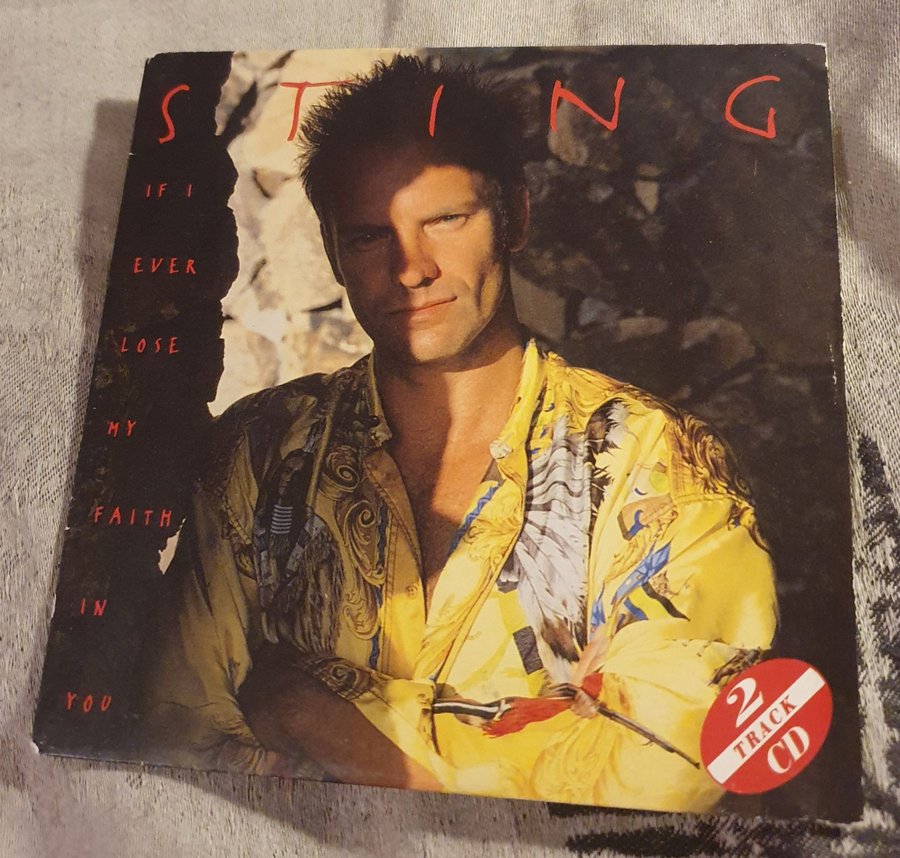 STING
IF I
EVER
LOSE
MY
FAITH
IN
YOU
2
TRACK
CD